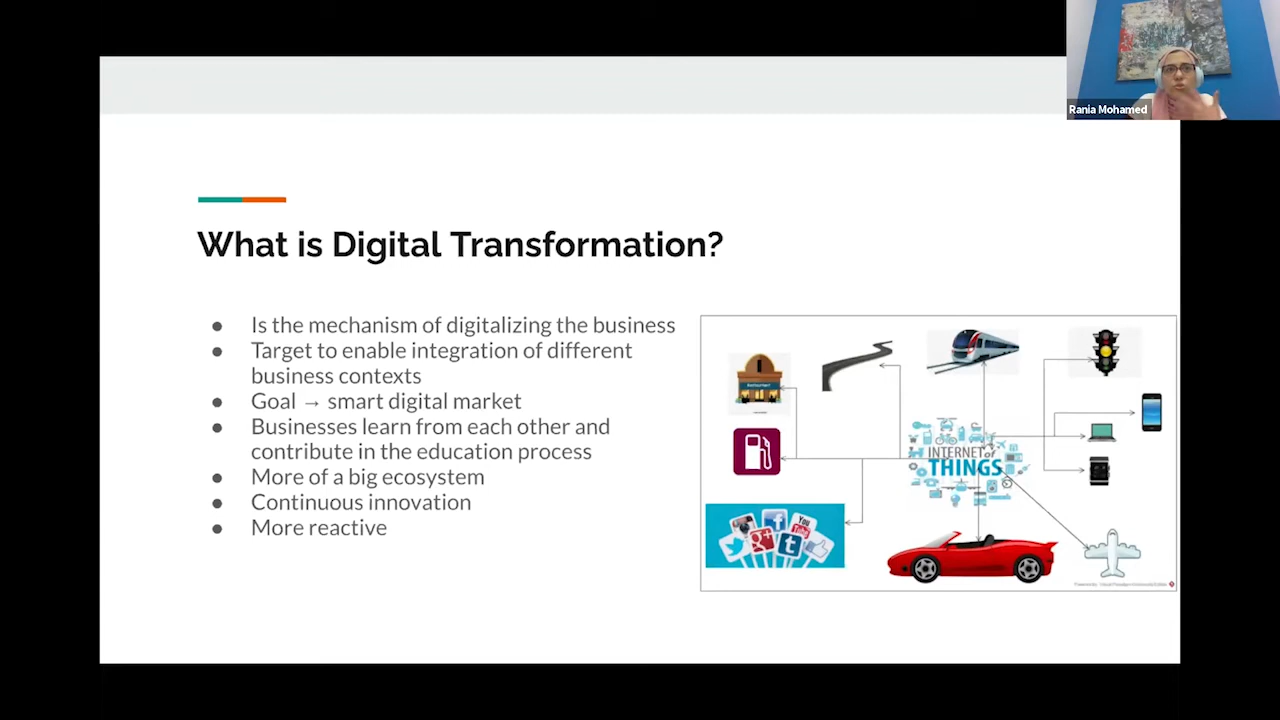 Rania Mohamed
What is Digital Transformation?
● Is the mechanism of digitalizing the business
● Target to enable integration of different
business contexts
● Goal → smart digital market
● Businesses learn from each other and
contribute in the education process
● More of a big ecosystem
● Continuous innovation
● More reactive
INTERNET of
THINGS
You
Tube